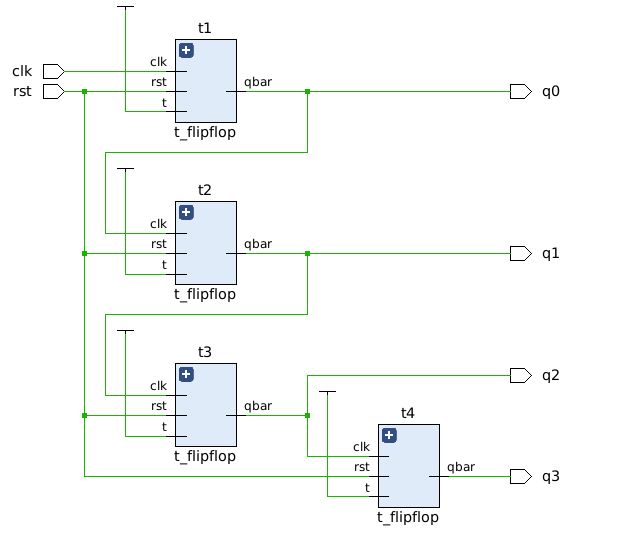 t1
clk
rst
t
qbar
t_flipflop
clk
rst
q0
t2
clk
rst
t
qbar
t_flipflop
q1
t3
clk
rst
t
qbar
t_flipflop
q2
t4
clk
rst
t
qbar
t_flipflop
q3